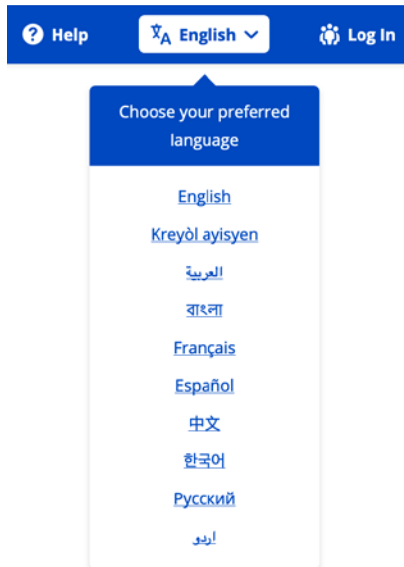 Help
English
Log In
Choose your preferred
language
English
Kreyòl ayisyen
العربية
বাংলা
Français
Español
中文
한국어
Русский
اردو